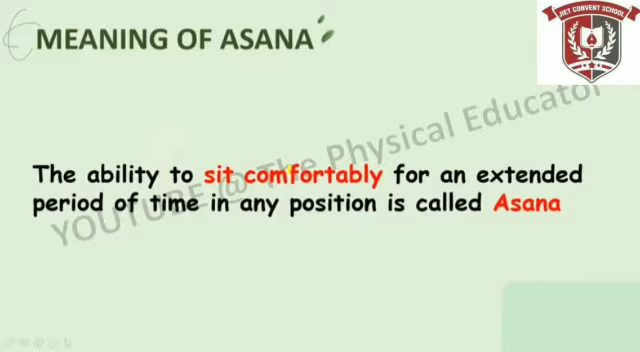 MEANING OF ASANA
JIET CONVENT SCHOOL
YOUTUBE @ The Physical Educator
The ability to sit comfortably for an extended
period of time in any position is called Asana